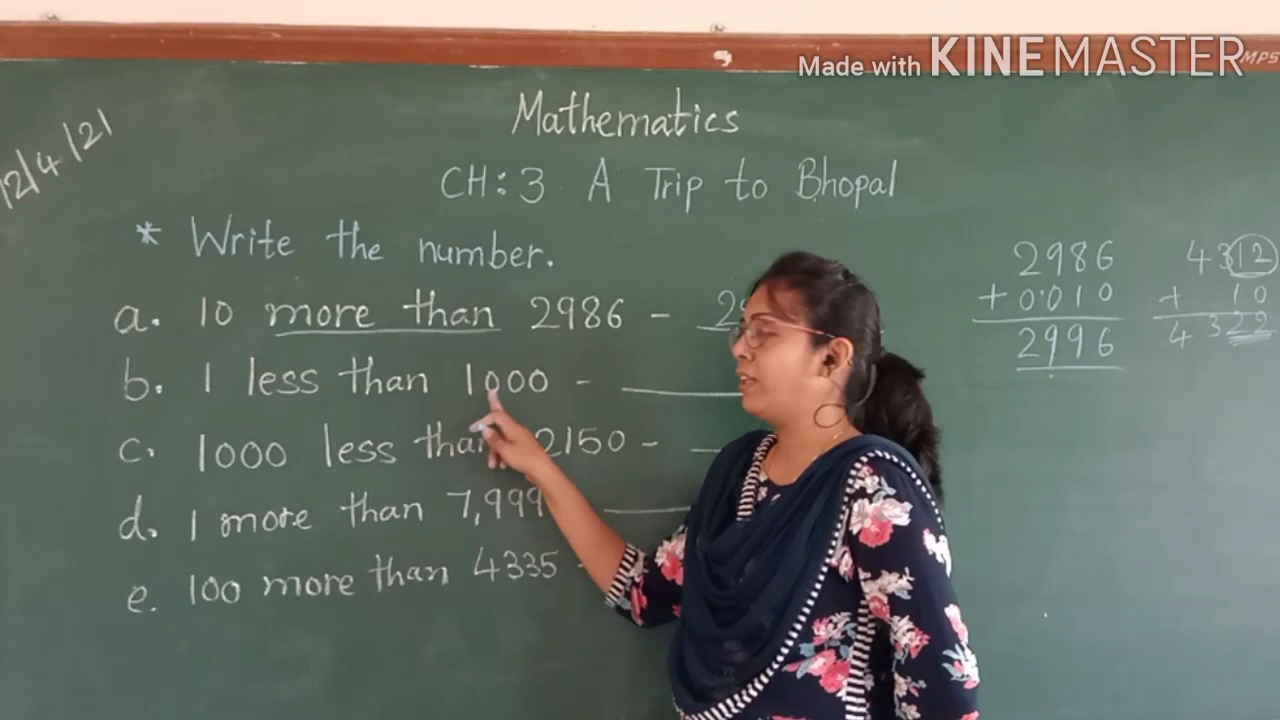 Made with KINEMASTER
Mathematics
12/4/21
CH:3 A Trip to Bhopal
* Write the number.
a. 10 more than 2986 - 29
b. 1 less than 1000 -
c. 1000 less than 2150 -
d. 1 more than 7,999
e. 100 more than 4335 -
2986
+ 0010
2996
4312
+ 10
4322